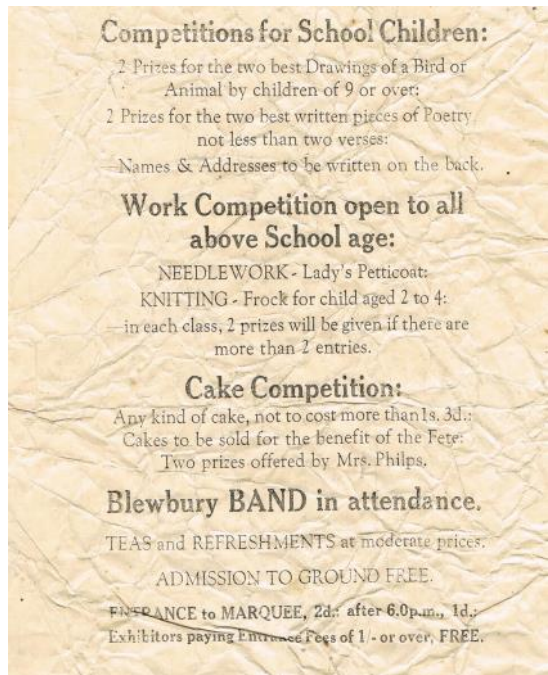 Competitions for School Children:
2 Prizes for the two best Drawings of a Bird or
Animal by children of 9 or over:
2 Prizes for the two best written pieces of Poetry
not less than two verses:
—Names & Addresses to be written on the back.
Work Competition open to all
above School age:
NEEDLEWORK - Lady's Petticoat:
KNITTING - Frock for child aged 2 to 4:
—in each class, 2 prizes will be given if there are
more than 2 entries.
Cake Competition:
Any kind of cake, not to cost more than 1s. 3d.:
Cakes to be sold for the benefit of the Fete:
Two prizes offered by Mrs. Philps.
Blewbury BAND in attendance.
TEAS and REFRESHMENTS at moderate prices.
ADMISSION TO GROUND FREE.
ENTRANCE to MARQUEE, 2d.: after 6.0p.m., 1d.:
Exhibitors paying Entrance Fees of 1/- or over, FREE.